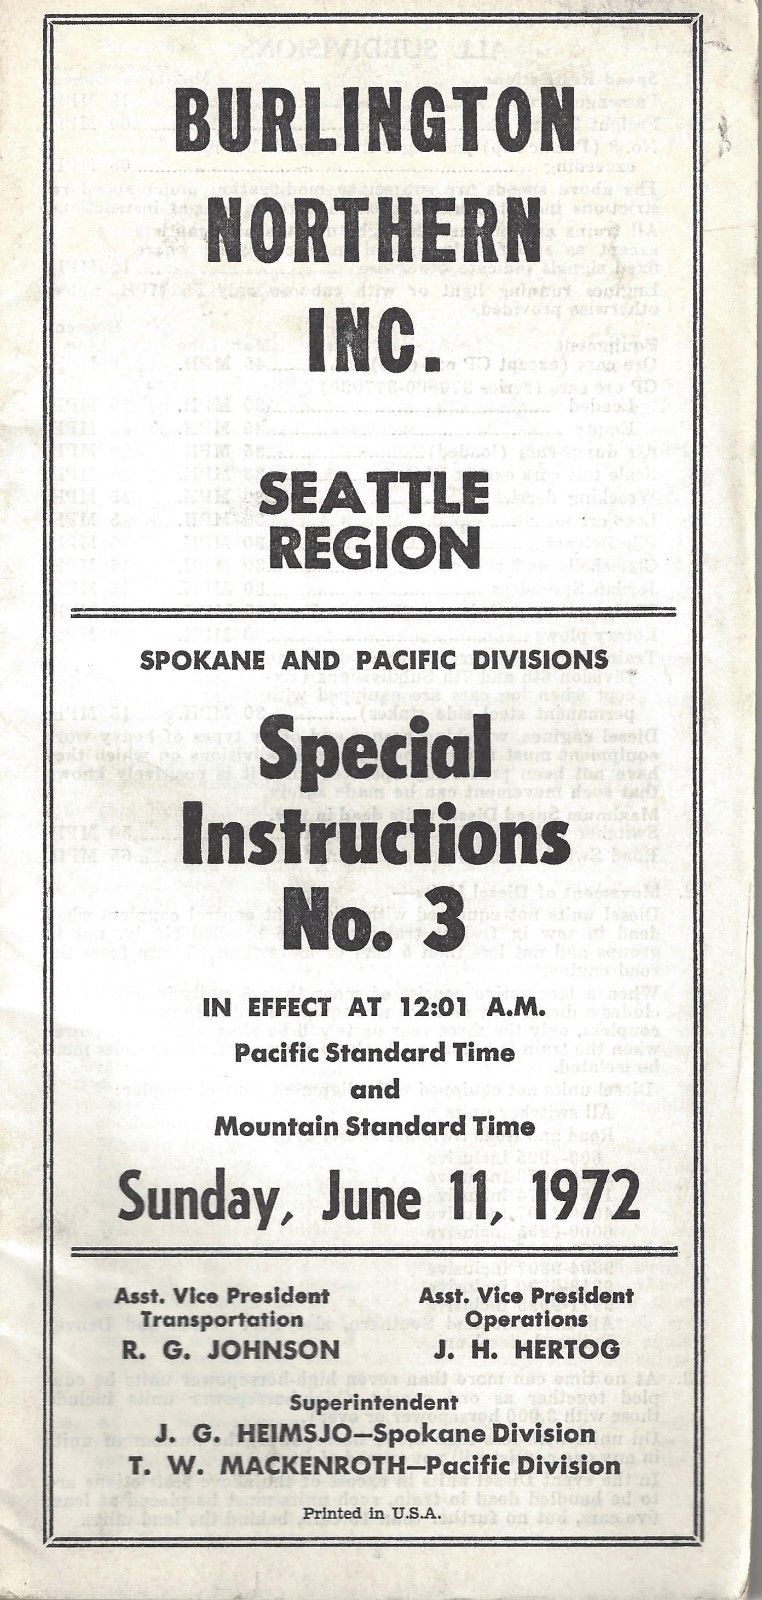 BURLINGTON
NORTHERN
INC.
SEATTLE
REGION
SPOKANE AND PACIFIC DIVISIONS
Special
Instructions
No. 3
IN EFFECT AT 12:01 A.M.
Pacific Standard Time
and
Mountain Standard Time
Sunday, June 11, 1972
Asst. Vice President
Transportation
R. G. JOHNSON
Asst. Vice President
Operations
J. H. HERTOG
Superintendent
J. G. HEIMSJO—Spokane Division
T. W. MACKENROTH—Pacific Division
Printed in U.S.A.